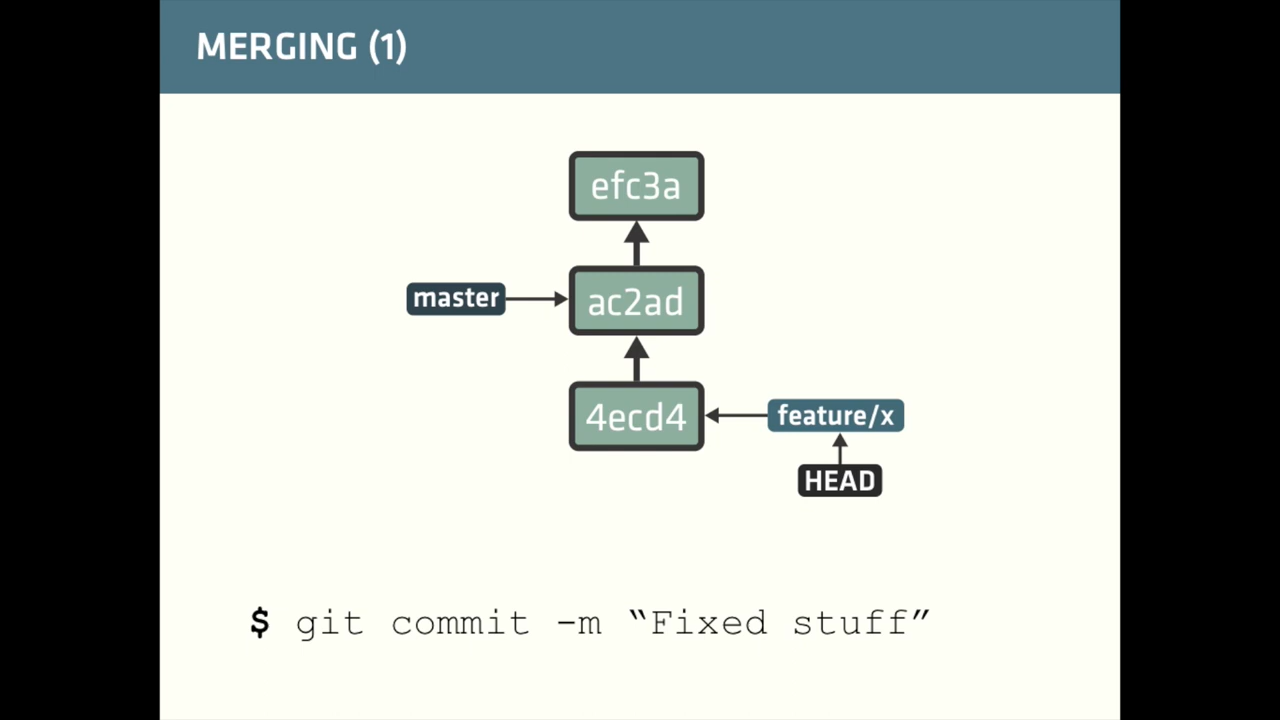 MERGING (1)
efc3a
master
ac2ad
4ecd4
feature/x
HEAD
$ git commit -m “Fixed stuff”